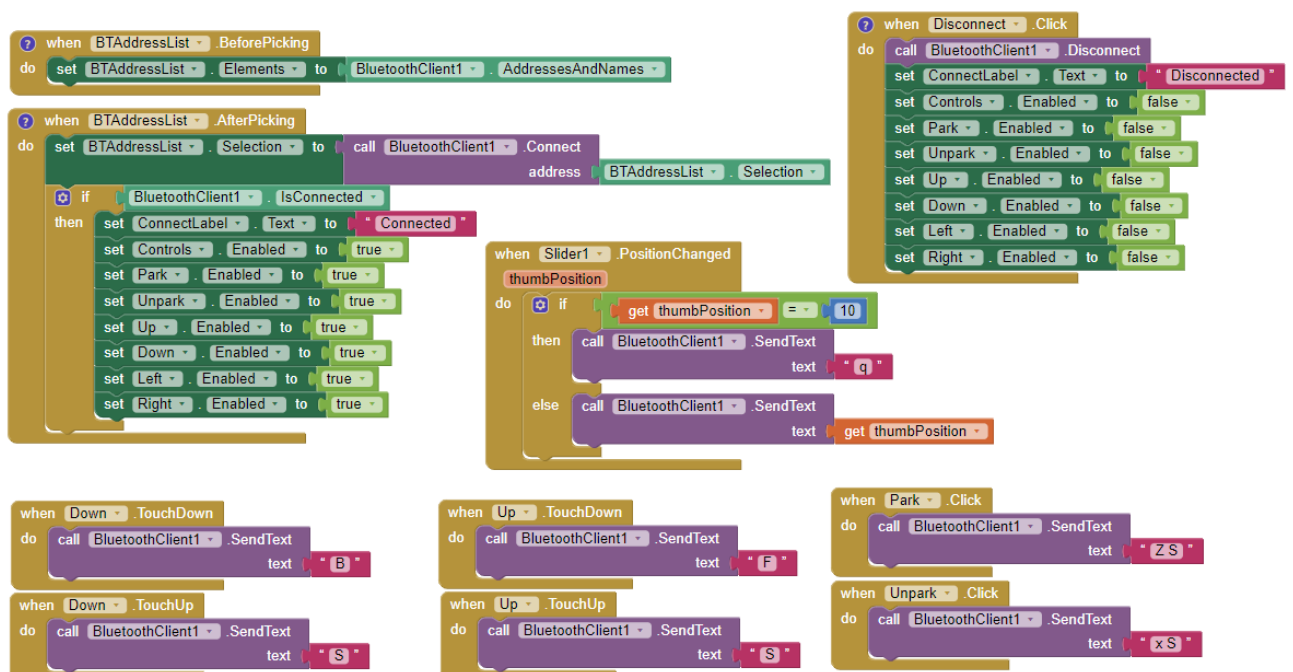 when BTAddressList .BeforePicking
do set BTAddressList . Elements to BluetoothClient1 . AddressesAndNames
when BTAddressList .AfterPicking
do set BTAddressList . Selection to call BluetoothClient1 .Connect
address BTAddressList . Selection
if BluetoothClient1 . IsConnected
then set ConnectLabel . Text to " Connected "
set Controls . Enabled to true
set Park . Enabled to true
set Unpark . Enabled to true
set Up . Enabled to true
set Down . Enabled to true
set Left . Enabled to true
set Right . Enabled to true
when Disconnect .Click
do call BluetoothClient1 .Disconnect
set ConnectLabel . Text to " Disconnected "
set Controls . Enabled to false
set Park . Enabled to false
set Unpark . Enabled to false
set Up . Enabled to false
set Down . Enabled to false
set Left . Enabled to false
set Right . Enabled to false
when Slider1 .PositionChanged
thumbPosition
do if get thumbPosition = 10
then call BluetoothClient1 .SendText
text " q "
else call BluetoothClient1 .SendText
text get thumbPosition
when Down .TouchDown
do call BluetoothClient1 .SendText
text " B "
when Down .TouchUp
do call BluetoothClient1 .SendText
text " S "
when Up .TouchDown
do call BluetoothClient1 .SendText
text " F "
when Up .TouchUp
do call BluetoothClient1 .SendText
text " S "
when Park .Click
do call BluetoothClient1 .SendText
text " Z S "
when Unpark .Click
do call BluetoothClient1 .SendText
text " x S "